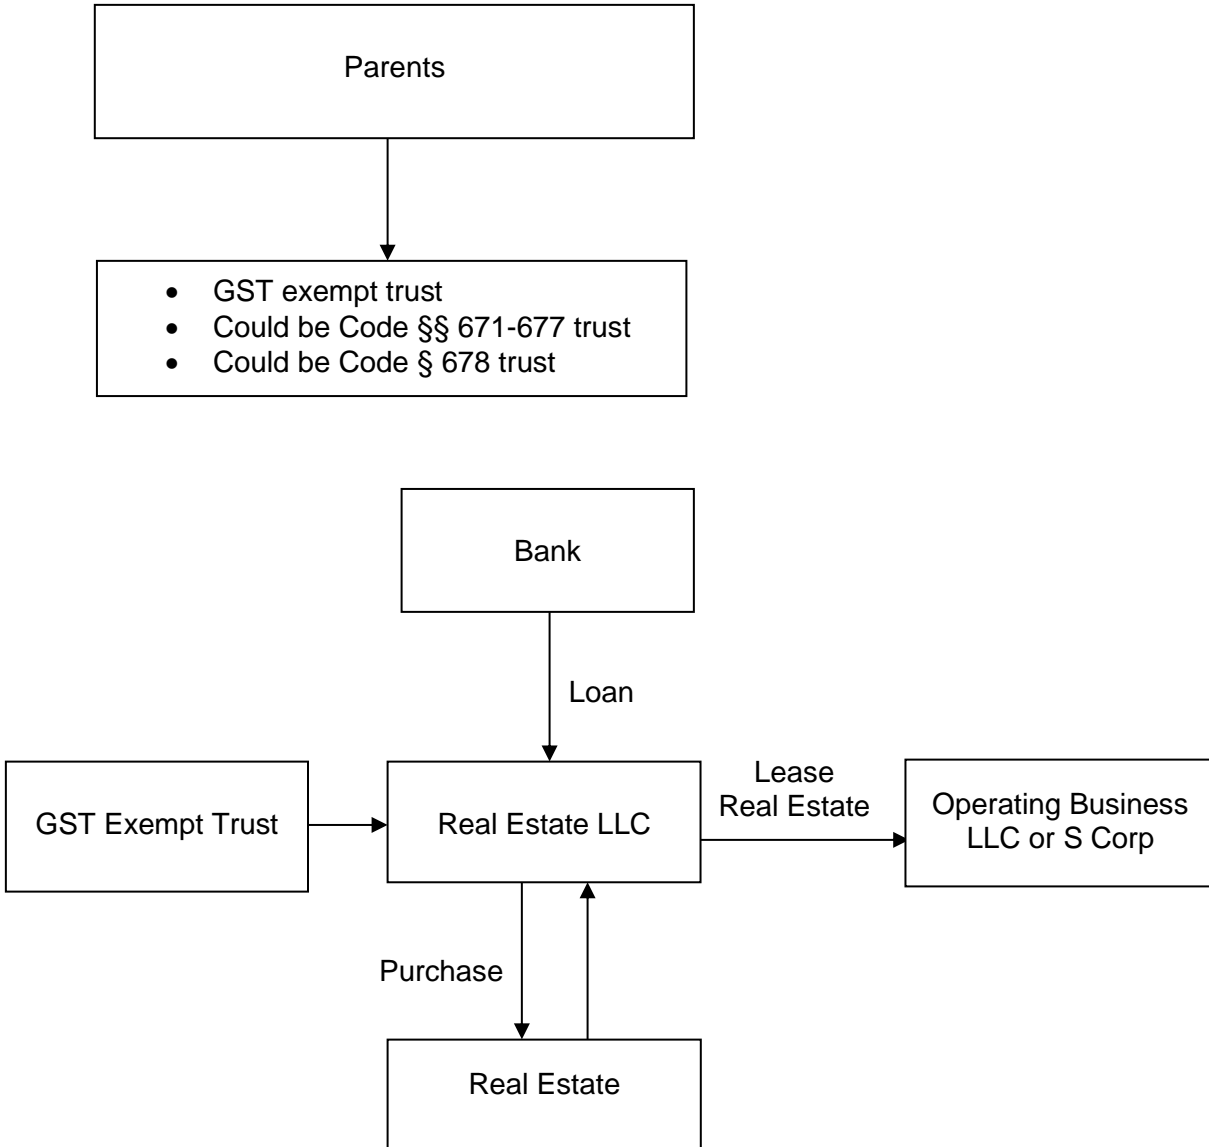 Parents
• GST exempt trust
• Could be Code §§ 671-677 trust
• Could be Code § 678 trust
Bank
Loan
GST Exempt Trust
Real Estate LLC
Lease
Real Estate
Operating Business
LLC or S Corp
Purchase
Real Estate